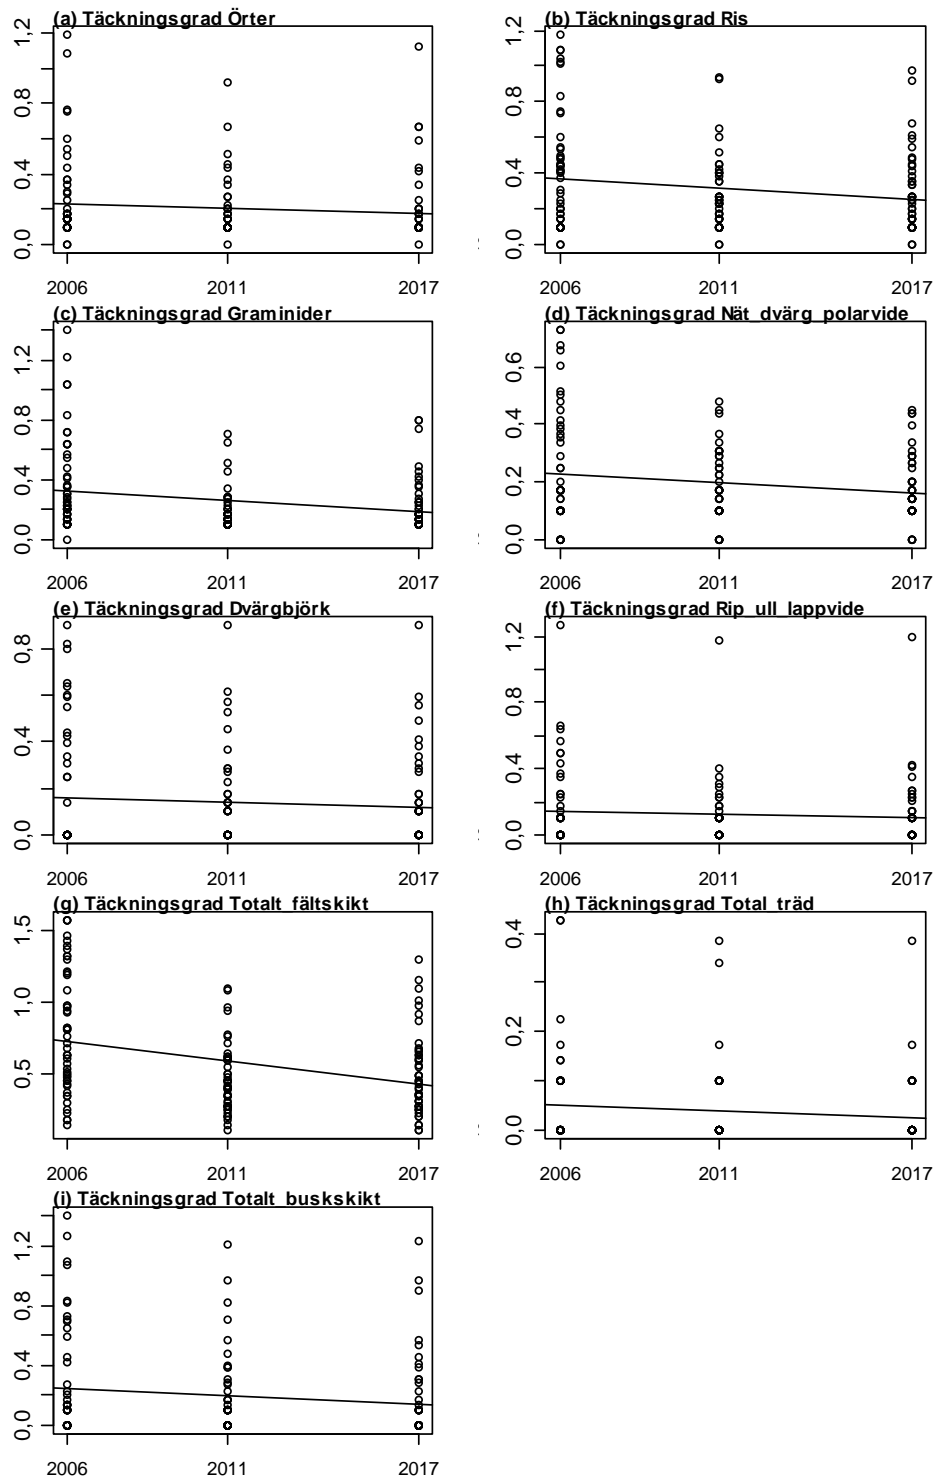 (a) Täckningsgrad Örter
1,2
0,8
0,4
0,0
2006 2011 2017
(b) Täckningsgrad Ris
1,2
0,8
0,4
0,0
2006 2011 2017
(c) Täckningsgrad Graminider
1,2
0,8
0,4
0,0
2006 2011 2017
(d) Täckningsgrad Nät_dvärg_polarvide
0,6
0,4
0,2
0,0
2006 2011 2017
(e) Täckningsgrad Dvärgbjörk
0,8
0,4
0,0
2006 2011 2017
(f) Täckningsgrad Rip_ull_lappvide
1,2
0,8
0,4
0,0
2006 2011 2017
(g) Täckningsgrad Totalt_fältskikt
1,5
1,0
0,5
2006 2011 2017
(h) Täckningsgrad Total_träd
0,4
0,2
0,0
2006 2011 2017
(i) Täckningsgrad Totalt_buskskikt
1,2
0,8
0,4
0,0
2006 2011 2017